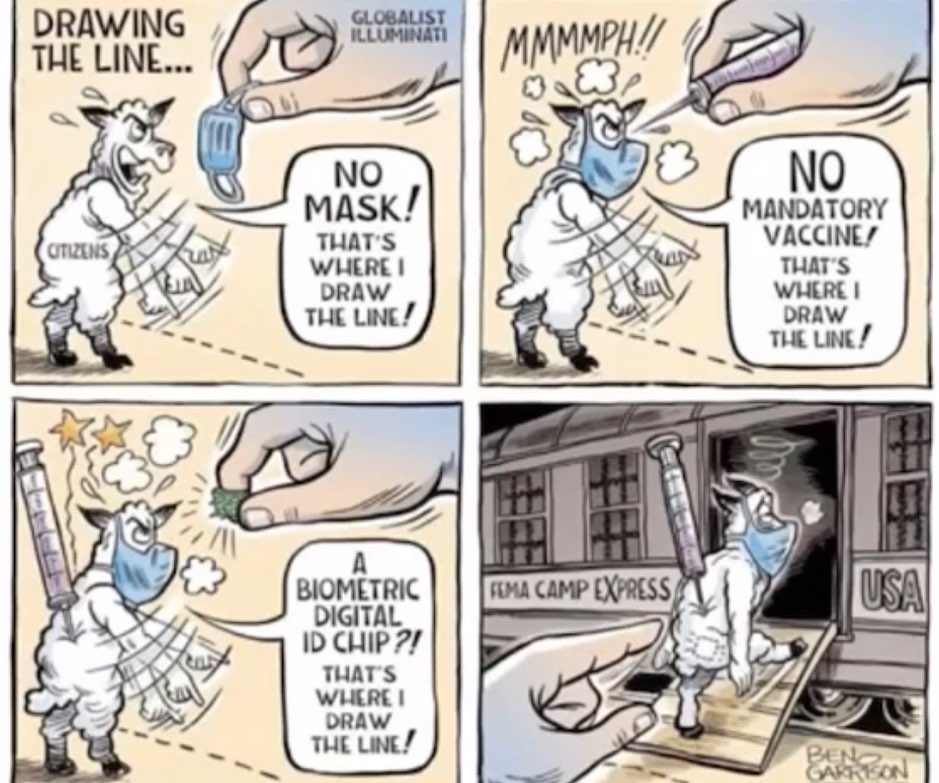 DRAWING
THE LINE...
GLOBALIST
ILLUMINATI
CITIZENS
NO
MASK!
THAT'S
WHERE I
DRAW
THE LINE!
MMMMPH!!
NO
MANDATORY
VACCINE!
THAT'S
WHERE I
DRAW
THE LINE!
A
BIOMETRIC
DIGITAL
ID CHIP?!
THAT'S
WHERE I
DRAW
THE LINE!
FEMA CAMP EXPRESS
USA
BEN
GARRISON